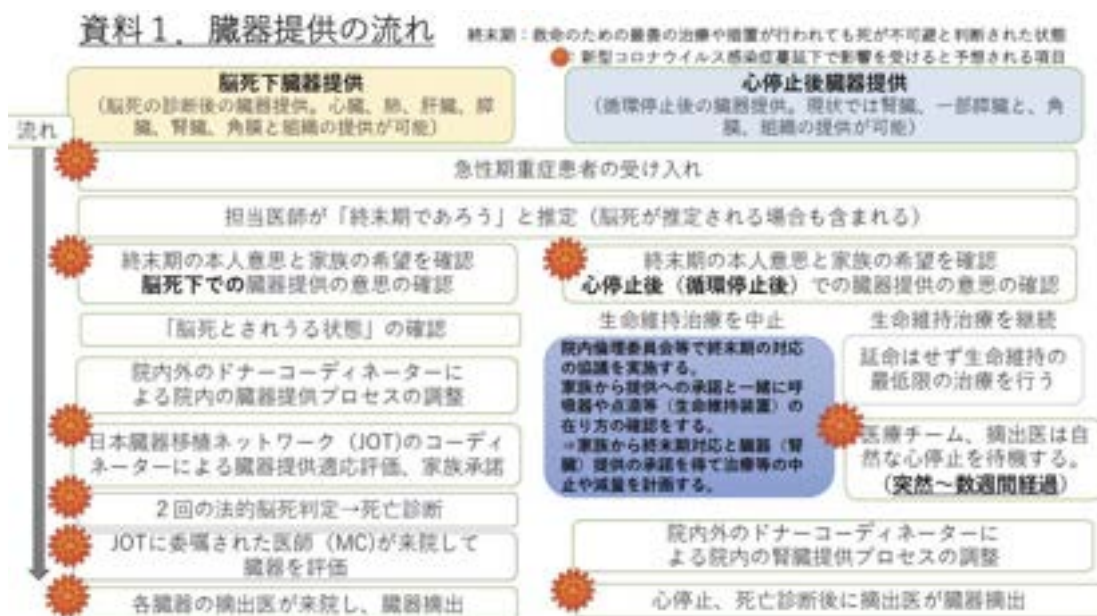 資料1．臓器提供の流れ
終末期：救命のための最善の治療や措置が行われても死が不可避と判断された状態
：新型コロナウイルス感染症蔓延下で影響を受けると予想される項目
脳死下臓器提供
（脳死の診断後の臓器提供。心臓、肺、肝臓、膵
臓、腎臓、角膜と組織の提供が可能）
心停止後臓器提供
（循環停止後の臓器提供。現状では腎臓、一部膵臓と、角
膜、組織の提供が可能）
流れ
急性期重症患者の受け入れ
担当医師が「終末期であろう」と推定（脳死が推定される場合も含まれる）
終末期の本人意思と家族の希望を確認
脳死下での臓器提供の意思の確認
終末期の本人意思と家族の希望を確認
心停止後（循環停止後）での臓器提供の意思の確認
「脳死とされうる状態」の確認
院内外のドナーコーディネーターに
よる院内の臓器提供プロセスの調整
日本臓器移植ネットワーク（JOT)のコーディ
ネーターによる臓器提供適応評価、家族承諾
２回の法的脳死判定→死亡診断
JOTに委嘱された医師（MC)が来院して
臓器を評価
各臓器の摘出医が来院し、臓器摘出
生命維持治療を中止
院内倫理委員会等で終末期の対応
の協議を実施する。
家族から提供への承諾と一緒に呼
吸器や点滴等（生命維持装置）の
在り方の確認をする。
⇒家族から終末期対応と臓器（腎
臓）提供の承諾を得て治療等の中
止や減量を計画する。
生命維持治療を継続
延命はせず生命維持の
最低限の治療を行う
医療チーム、摘出医は自
然な心停止を待機する。
（突然～数週間経過）
院内外のドナーコーディネーターに
よる院内の腎臓提供プロセスの調整
心停止、死亡診断後に摘出医が臓器摘出